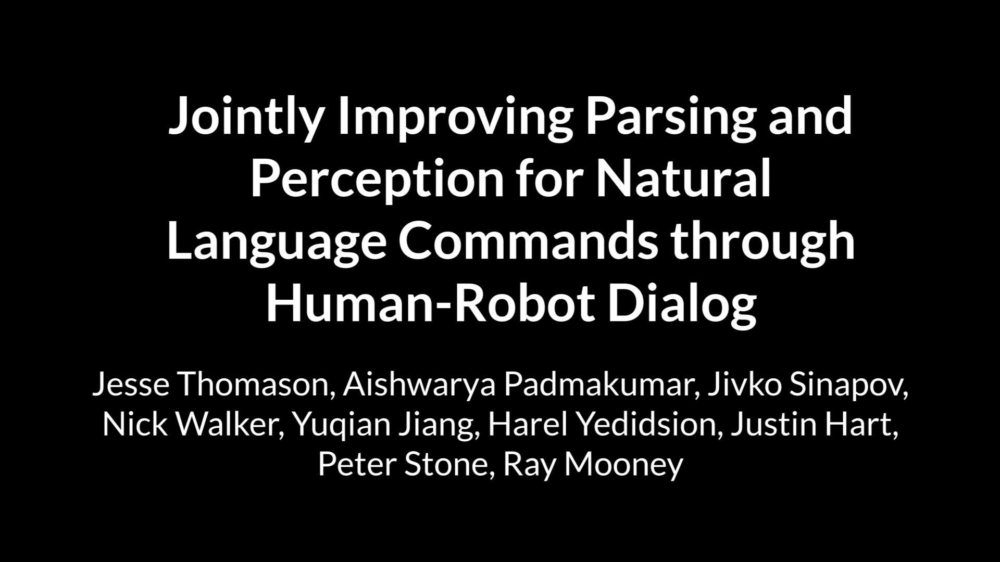 Jointly Improving Parsing and
Perception for Natural
Language Commands through
Human-Robot Dialog
Jesse Thomason, Aishwarya Padmakumar, Jivko Sinapov,
Nick Walker, Yuqian Jiang, Harel Yedidsion, Justin Hart,
Peter Stone, Ray Mooney